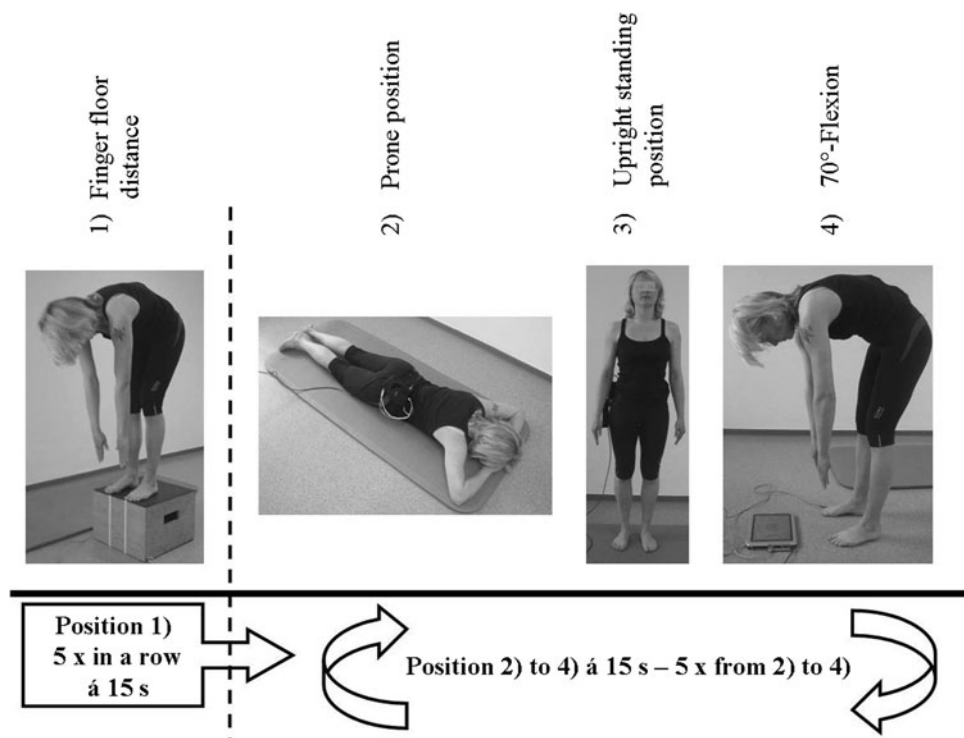 1) Finger floor
distance
2) Prone position
3) Upright standing
position
4) 70°-Flexion
Position 1)
5 x in a row
á 15 s
Position 2) to 4) á 15 s – 5 x from 2) to 4)